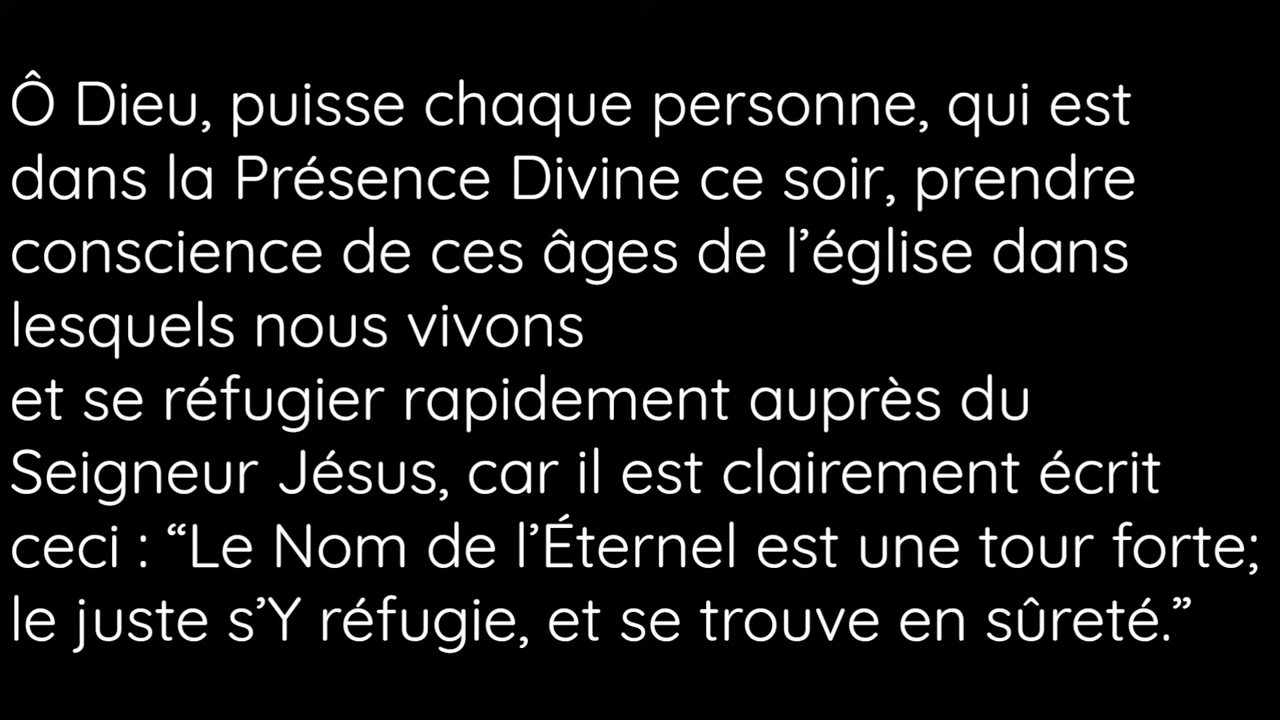 Ô Dieu, puisse chaque personne, qui est
dans la Présence Divine ce soir, prendre
conscience de ces âges de l’église dans
lesquels nous vivons
et se réfugier rapidement auprès du
Seigneur Jésus, car il est clairement écrit
ceci : “Le Nom de l’Éternel est une tour forte;
le juste s’Y réfugie, et se trouve en sûreté.”